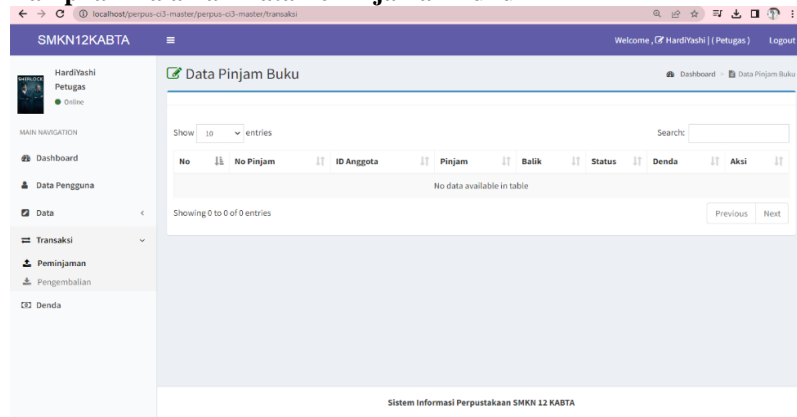 localhost/perpus-ci3-master/perpus-ci3-master/transaksi
SMKN12KABTA
Welcome , HardiYashi | ( Petugas ) Logout
HardiYashi
Petugas
Online
Data Pinjam Buku
Dashboard > Data Pinjam Buku
MAIN NAVIGATION
Dashboard
Data Pengguna
Data
Transaksi
Peminjaman
Pengembalian
Denda
Show 10 entries Search:
No No Pinjam ID Anggota Pinjam Balik Status Denda Aksi
No data available in table
Showing 0 to 0 of 0 entries Previous Next
Sistem Informasi Perpustakaan SMKN 12 KABTA